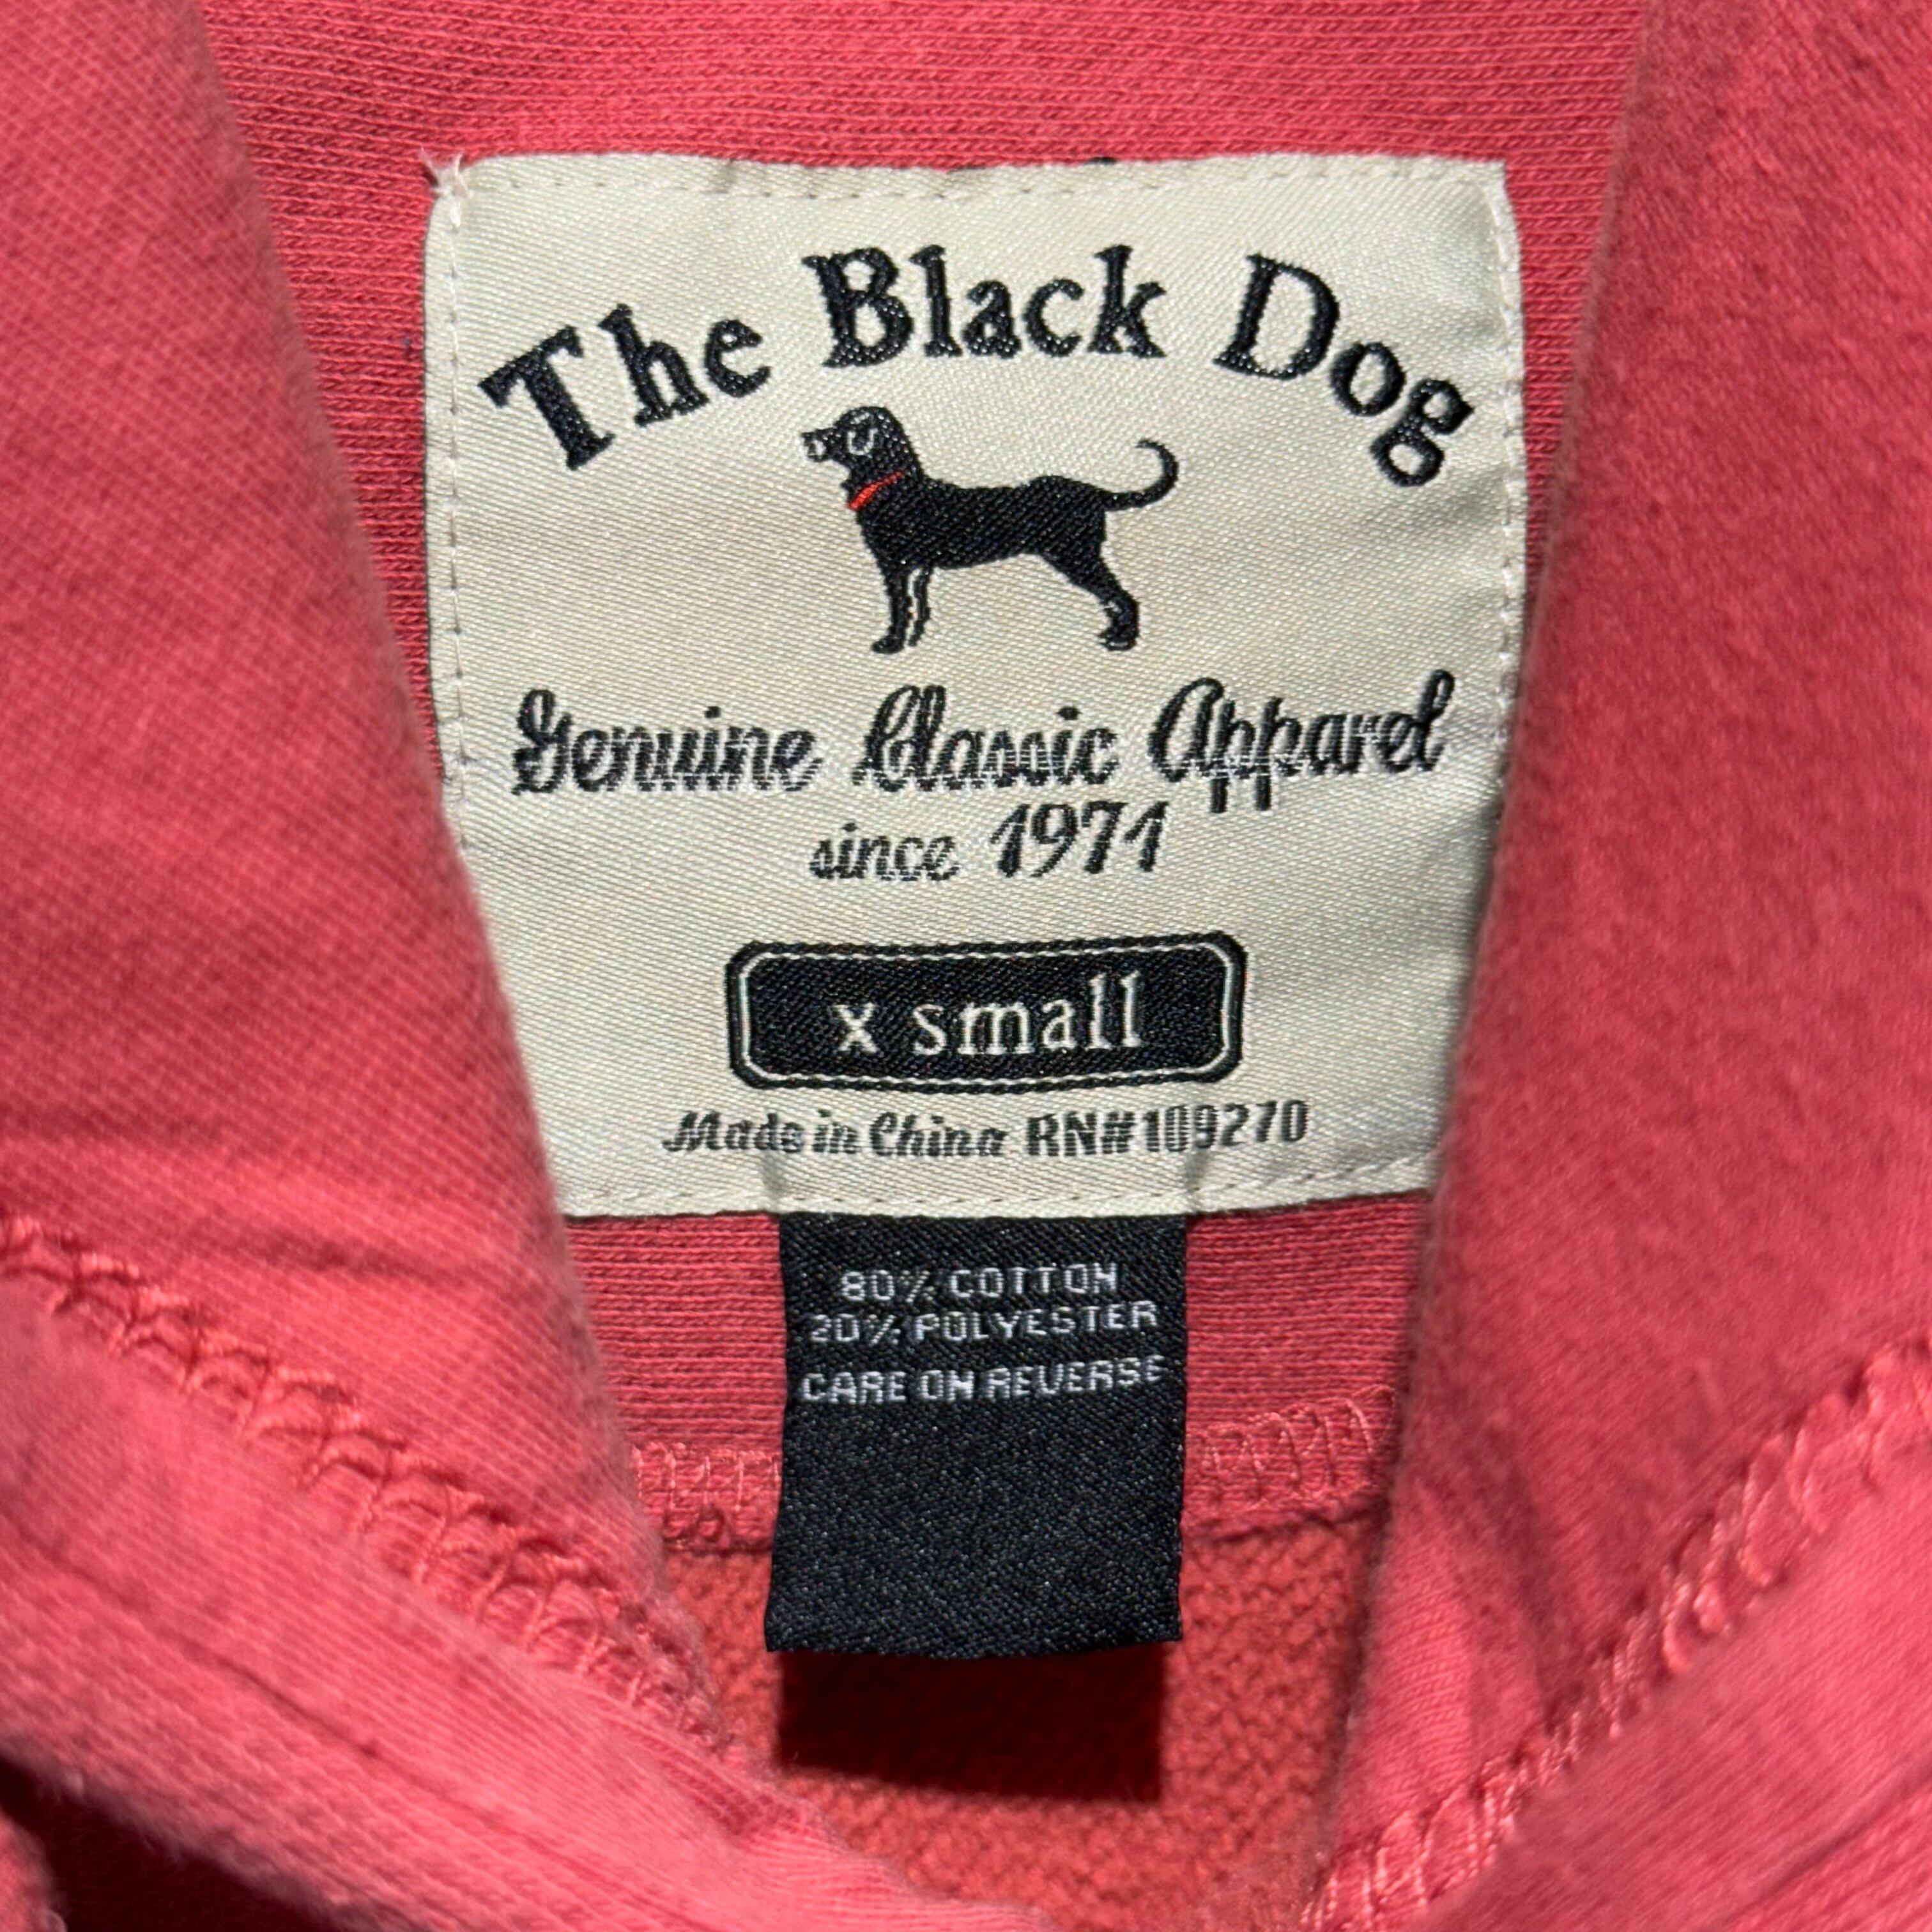 The Black Dog
Genuine Classic Apparel
since 1971
x small
Made in China RN#109270
80% COTTON
20% POLYESTER
CARE ON REVERSE